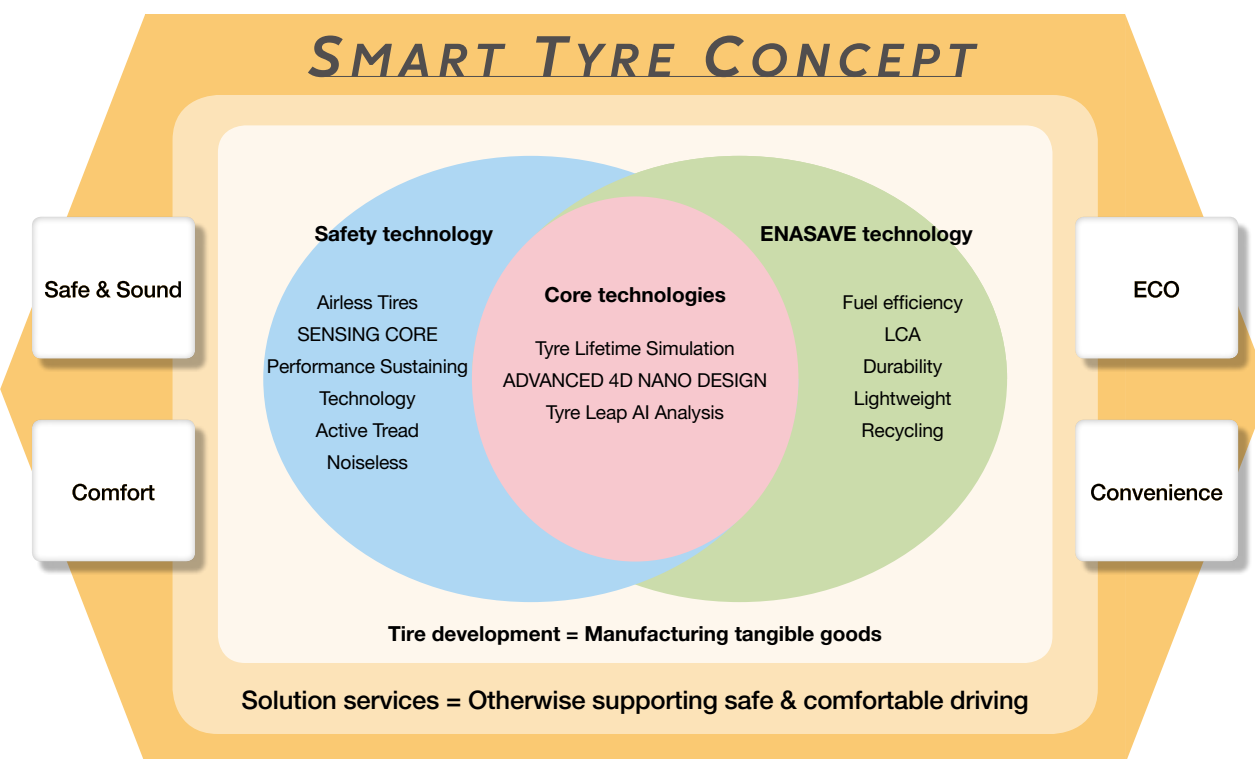 SMART TYRE CONCEPT
Safety technology
ENASAVE technology
Safe & Sound
ECO
Airless Tires
SENSING CORE
Performance Sustaining
Technology
Active Tread
Noiseless
Core technologies
Tyre Lifetime Simulation
ADVANCED 4D NANO DESIGN
Tyre Leap AI Analysis
Fuel efficiency
LCA
Durability
Lightweight
Recycling
Comfort
Convenience
Tire development = Manufacturing tangible goods
Solution services = Otherwise supporting safe & comfortable driving